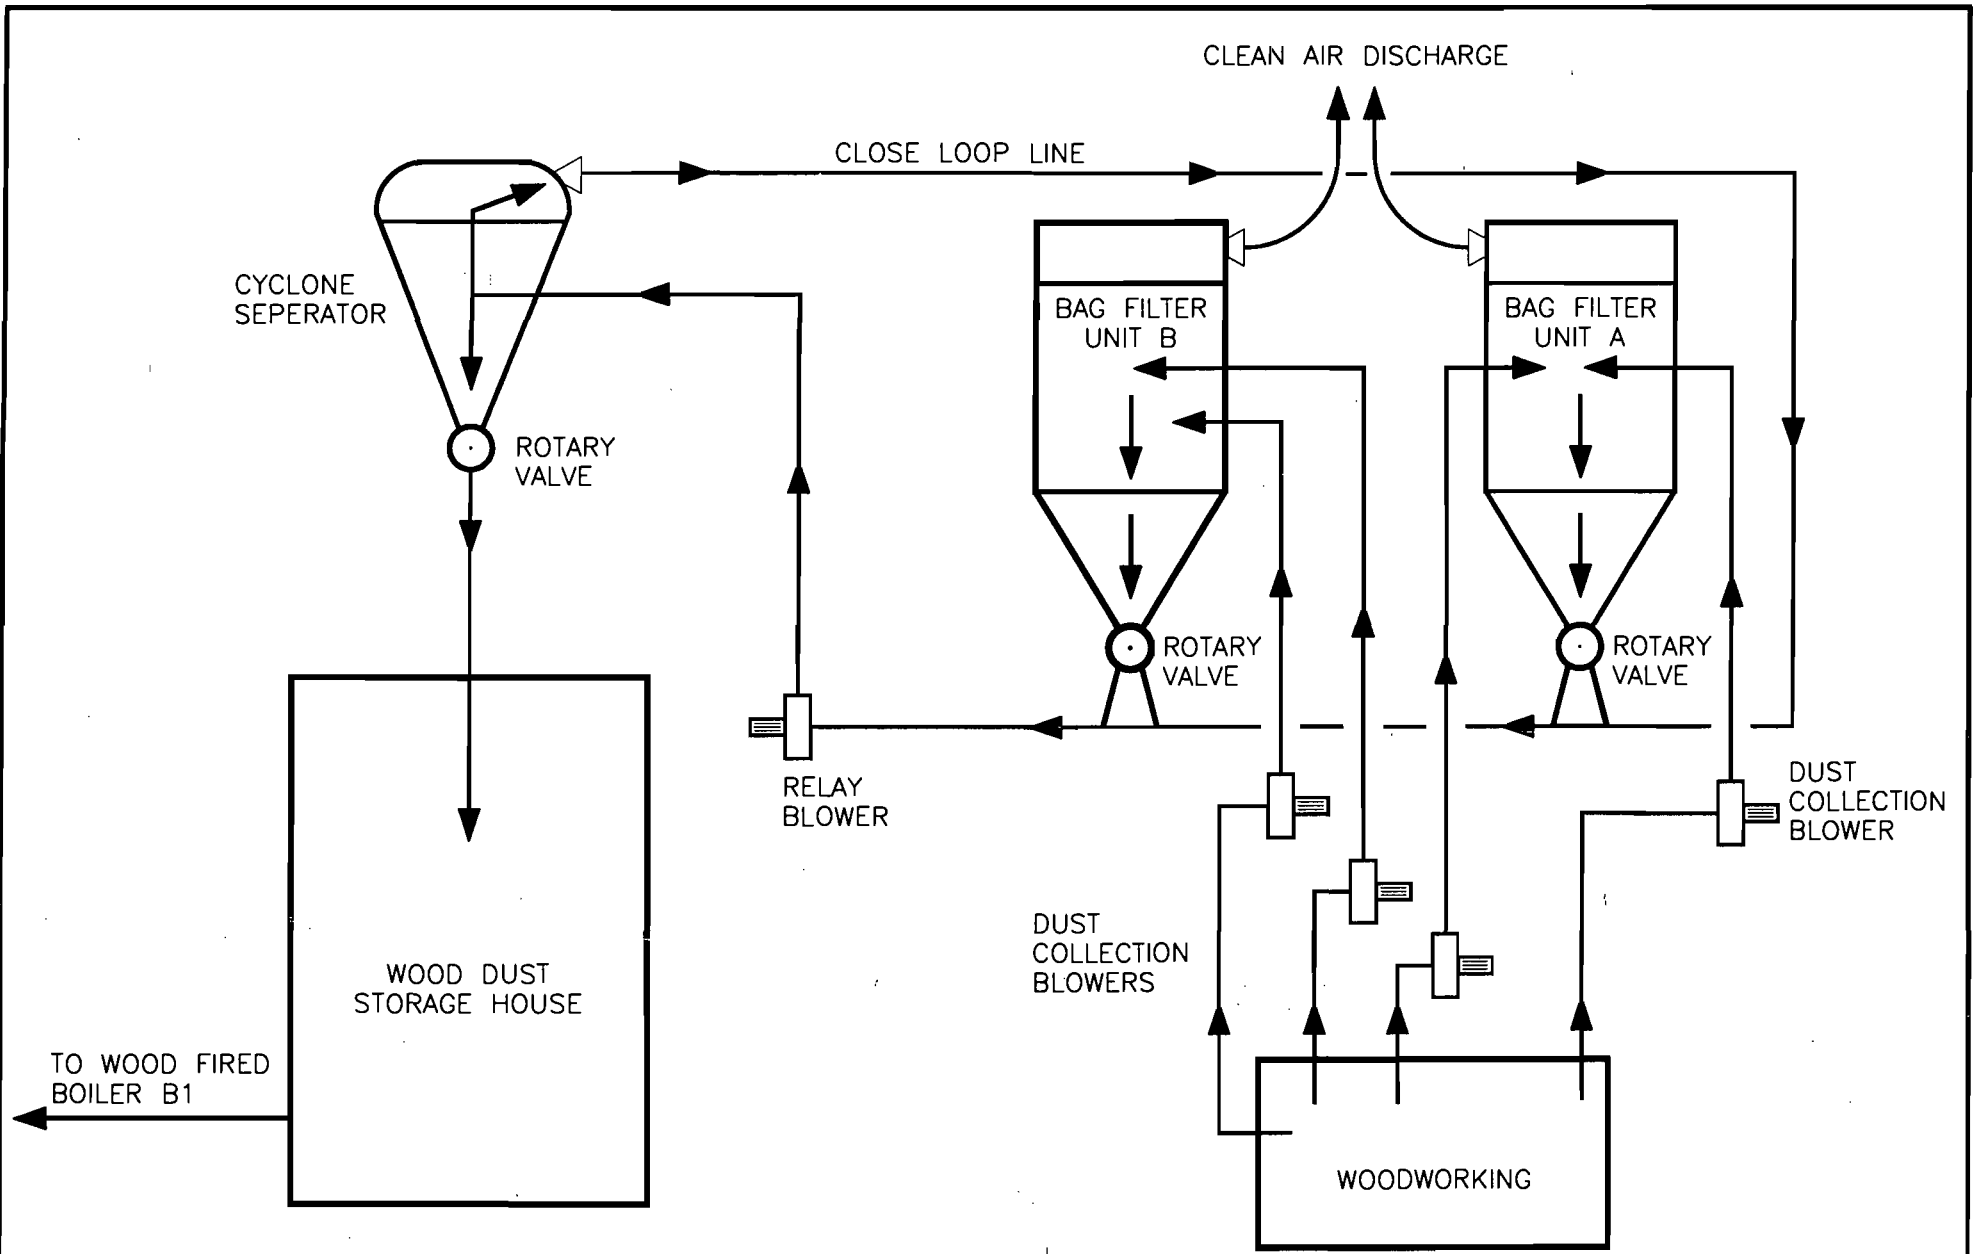 CLEAN AIR DISCHARGE
CLOSE LOOP LINE
CYCLONE
SEPERATOR
BAG FILTER
UNIT B
BAG FILTER
UNIT A
ROTARY
VALVE
ROTARY
VALVE
ROTARY
VALVE
RELAY
BLOWER
DUST
COLLECTION
BLOWER
DUST
COLLECTION
BLOWERS
WOOD DUST
STORAGE HOUSE
TO WOOD FIRED
BOILER B1
WOODWORKING